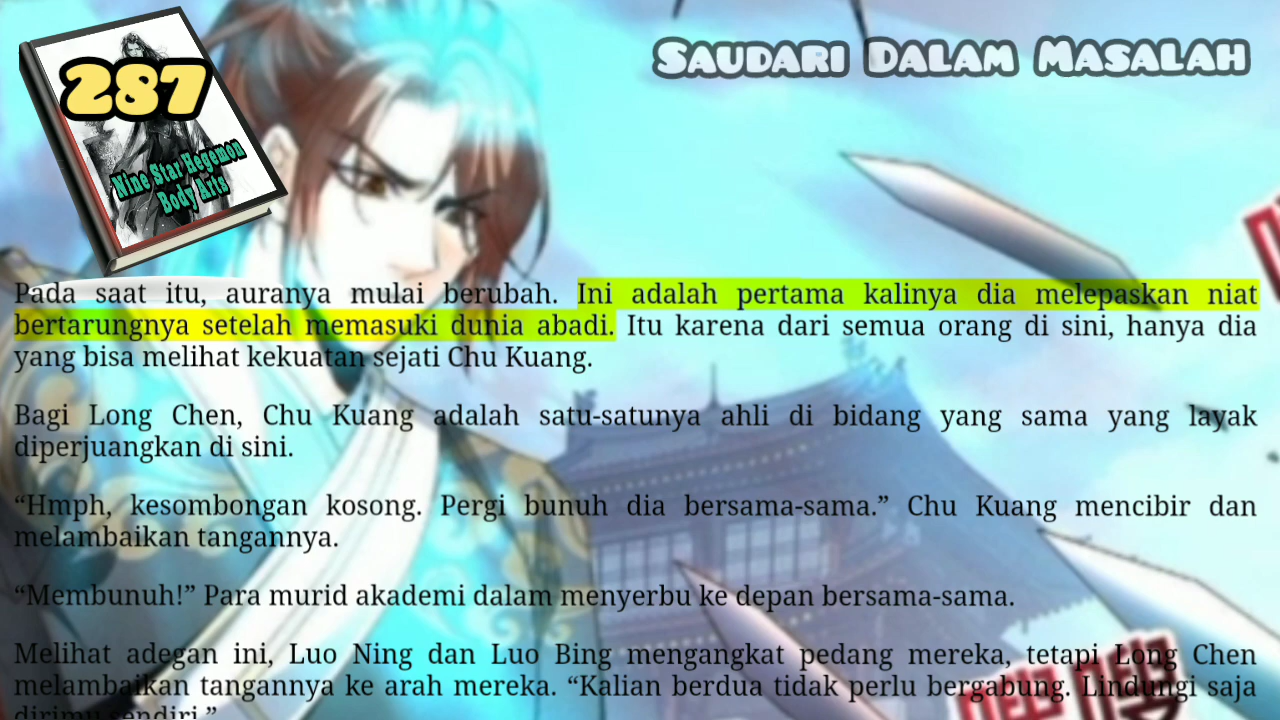 287
Nine Star Hegemon
Body Arts
Saudari Dalam Masalah
Pada saat itu, auranya mulai berubah. Ini adalah pertama kalinya dia melepaskan niat
bertarungnya setelah memasuki dunia abadi. Itu karena dari semua orang di sini, hanya dia
yang bisa melihat kekuatan sejati Chu Kuang.
Bagi Long Chen, Chu Kuang adalah satu-satunya ahli di bidang yang sama yang layak
diperjuangkan di sini.
“Hmph, kesombongan kosong. Pergi bunuh dia bersama-sama.” Chu Kuang mencibir dan
melambaikan tangannya.
“Membunuh!” Para murid akademi dalam menyerbu ke depan bersama-sama.
Melihat adegan ini, Luo Ning dan Luo Bing mengangkat pedang mereka, tetapi Long Chen
melambaikan tangannya ke arah mereka. “Kalian berdua tidak perlu bergabung. Lindungi saja
dirimu sendiri.”